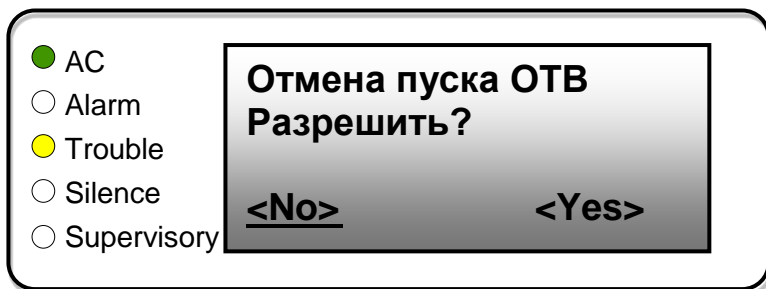 AC
Alarm
Trouble
Silence
Supervisory
Отмена пуска ОТВ
Разрешить?
<No> <Yes>